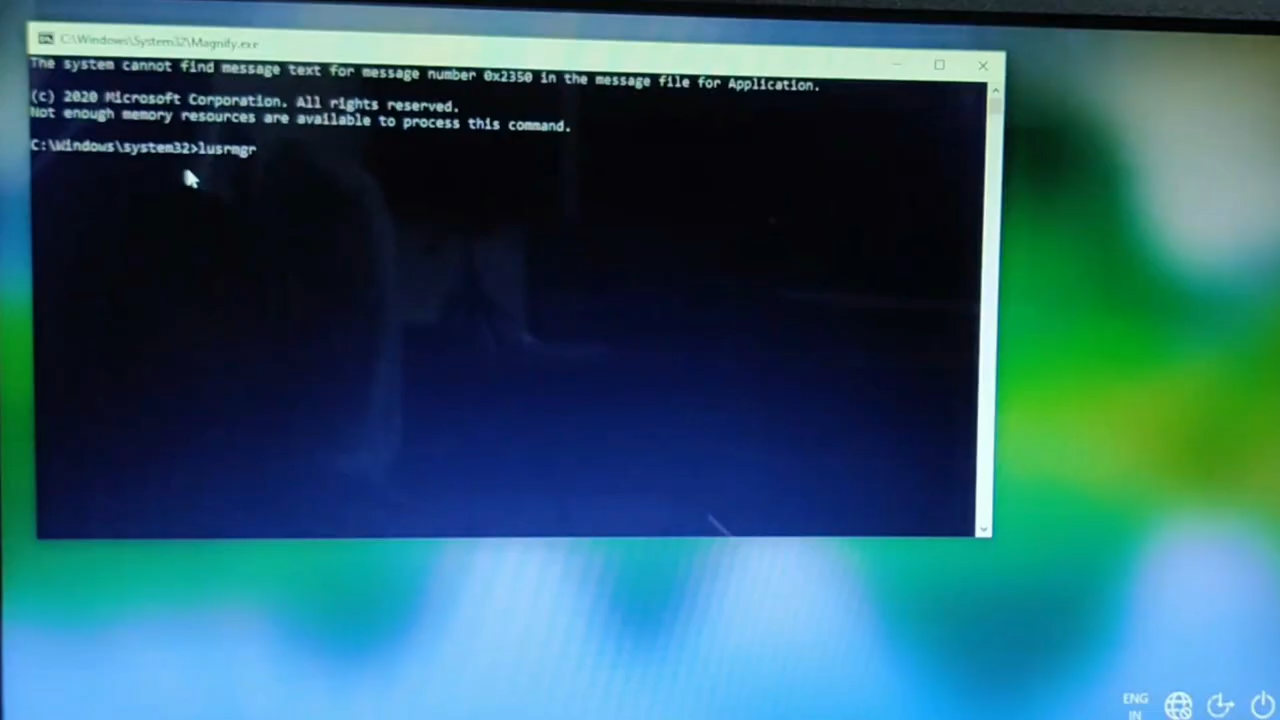 C:\Windows\System32\Magnify.exe
The system cannot find message text for message number 0x2350 in the message file for Application.
(c) 2020 Microsoft Corporation. All rights reserved.
Not enough memory resources are available to process this command.
C:\Windows\system32>lusrmgr
ENG
IN